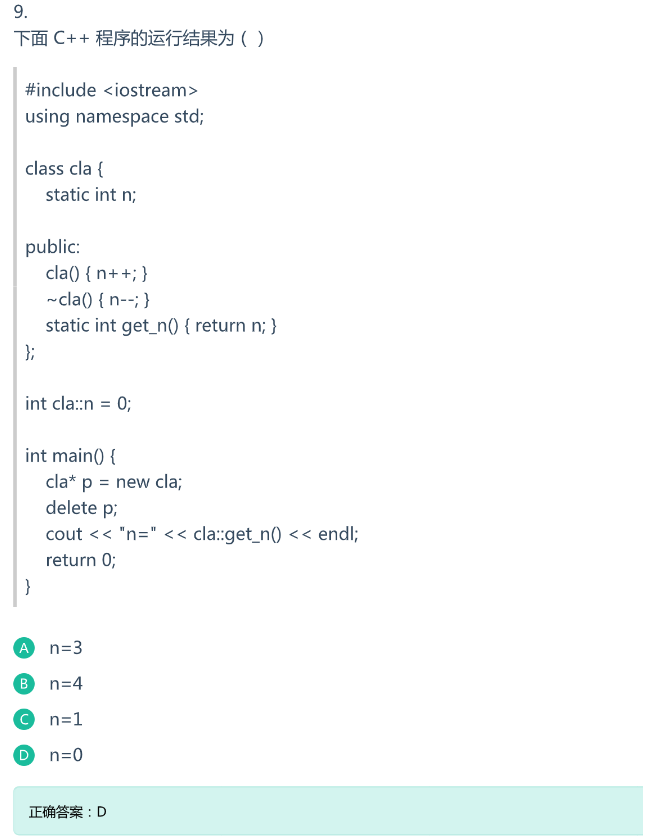 9.
下面 C++ 程序的运行结果为 ( )
#include <iostream>
using namespace std;
class cla {
static int n;
public:
cla() { n++; }
~cla() { n--; }
static int get_n() { return n; }
};
int cla::n = 0;
int main() {
cla* p = new cla;
delete p;
cout << "n=" << cla::get_n() << endl;
return 0;
}
A n=3
B n=4
C n=1
D n=0
正确答案：D